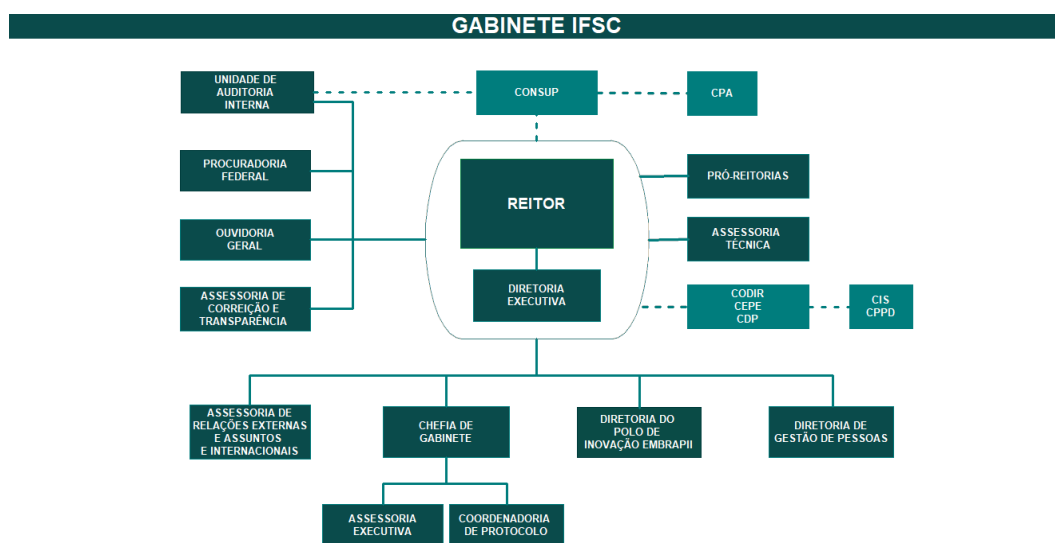 GABINETE IFSC
UNIDADE DE
AUDITORIA
INTERNA
CONSUP
CPA
PROCURADORIA
FEDERAL
REITOR
PRÓ-REITORIAS
OUVIDORIA
GERAL
ASSESSORIA
TÉCNICA
ASSESSORIA DE
CORREIÇÃO E
TRANSPARÊNCIA
DIRETORIA
EXECUTIVA
CODIR
CEPE
CDP
CIS
CPPD
ASSESSORIA DE
RELAÇÕES EXTERNAS
E ASSUNTOS
E INTERNACIONAIS
CHEFIA DE
GABINETE
DIRETORIA DO
POLO DE
INOVAÇÃO EMBRAPII
DIRETORIA DE
GESTÃO DE PESSOAS
ASSESSORIA
EXECUTIVA
COORDENADORIA
DE PROTOCOLO